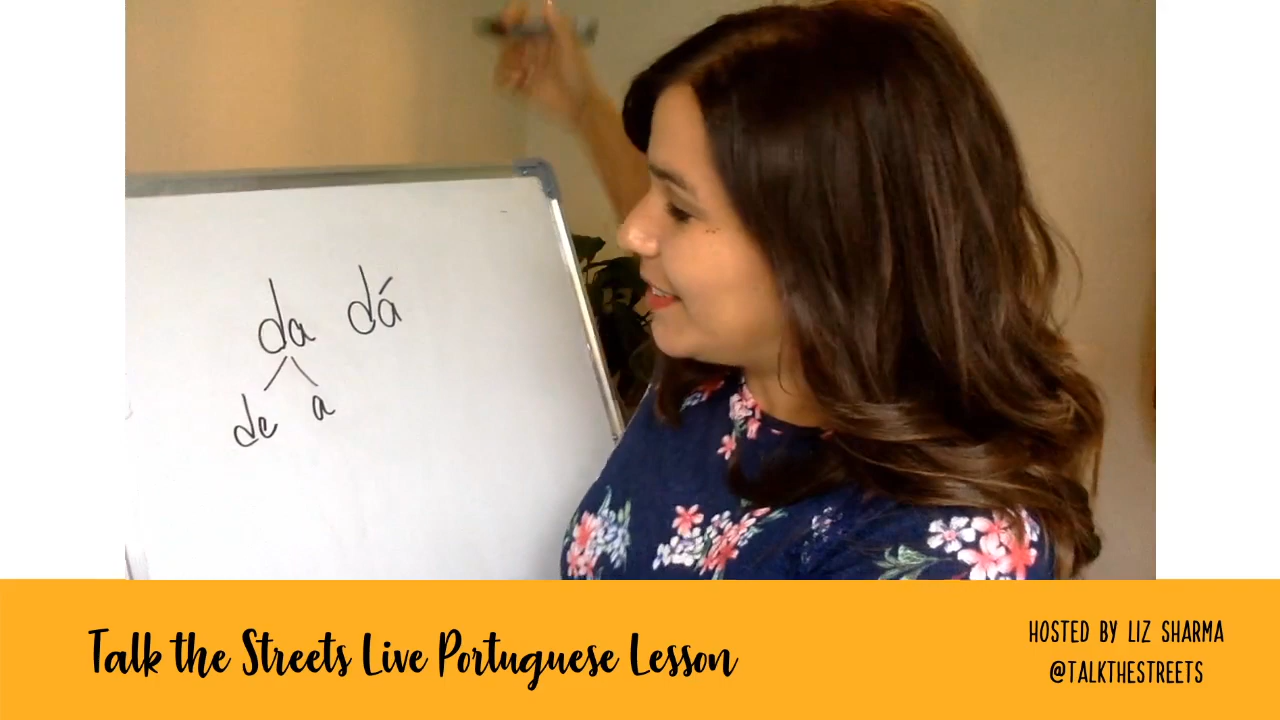 da dá
de a
Talk the Streets Live Portuguese Lesson
HOSTED BY LIZ SHARMA
@TALKTHESTREETS